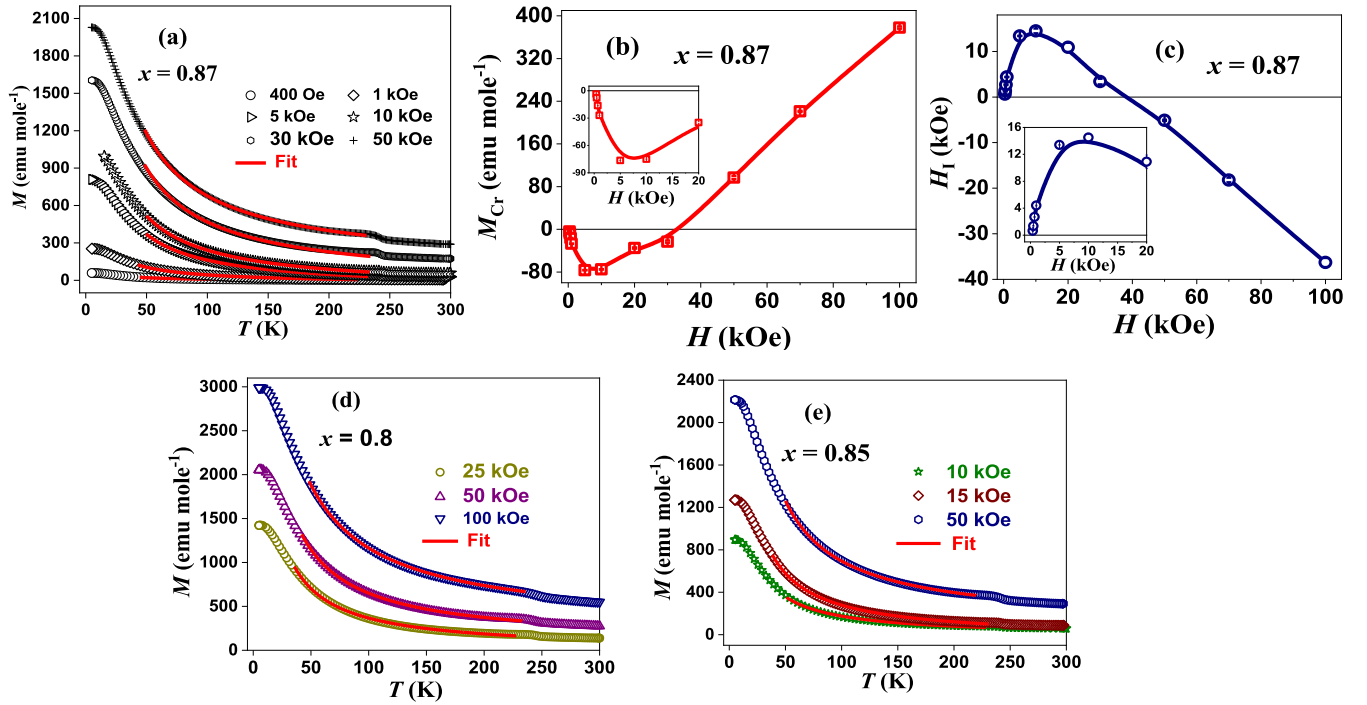 (a)
x = 0.87
400 Oe 1 kOe
5 kOe 10 kOe
30 kOe 50 kOe
Fit
2100
1800
1500
1200
900
600
300
0
M (emu mole⁻¹)
0 50 100 150 200 250 300
T (K)
(b)
x = 0.87
400
320
240
160
80
0
-80
M_Cr (emu mole⁻¹)
0
-30
-60
-90
0 5 10 20
H (kOe)
0 20 40 60 80 100
H (kOe)
(c)
x = 0.87
10
0
-10
-20
-30
-40
H_I (kOe)
16
12
8
4
0
0 5 10 20
H (kOe)
0 20 40 60 80 100
H (kOe)
(d)
x = 0.8
25 kOe
50 kOe
100 kOe
Fit
3000
2500
2000
1500
1000
500
0
M (emu mole⁻¹)
0 50 100 150 200 250 300
T (K)
(e)
x = 0.85
10 kOe
15 kOe
50 kOe
Fit
2400
2000
1600
1200
800
400
0
M (emu mole⁻¹)
0 50 100 150 200 250 300
T (K)